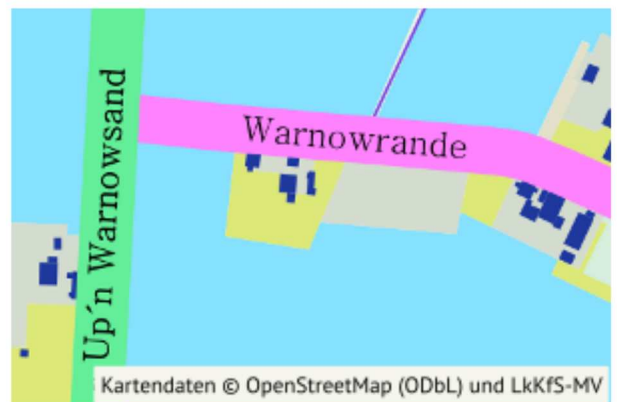 Warnowrande
Up´n Warnowsand
Kartendaten © OpenStreetMap (ODbL) und LkKfS-MV